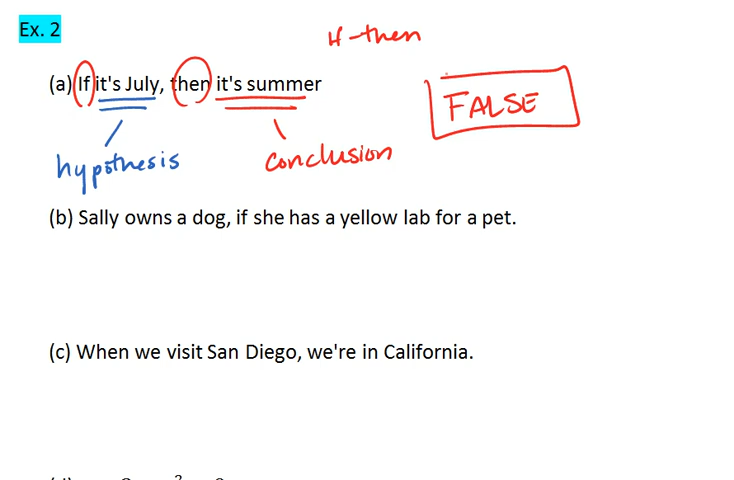 Ex. 2
If-then
(a) If it's July, then it's summer
FALSE
hypothesis
conclusion
(b) Sally owns a dog, if she has a yellow lab for a pet.
(c) When we visit San Diego, we're in California.